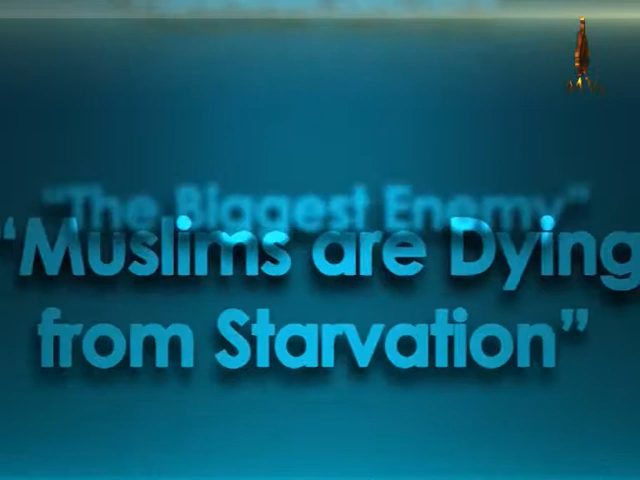 “The Biggest Enemy”
“Muslims are Dying
from Starvation”